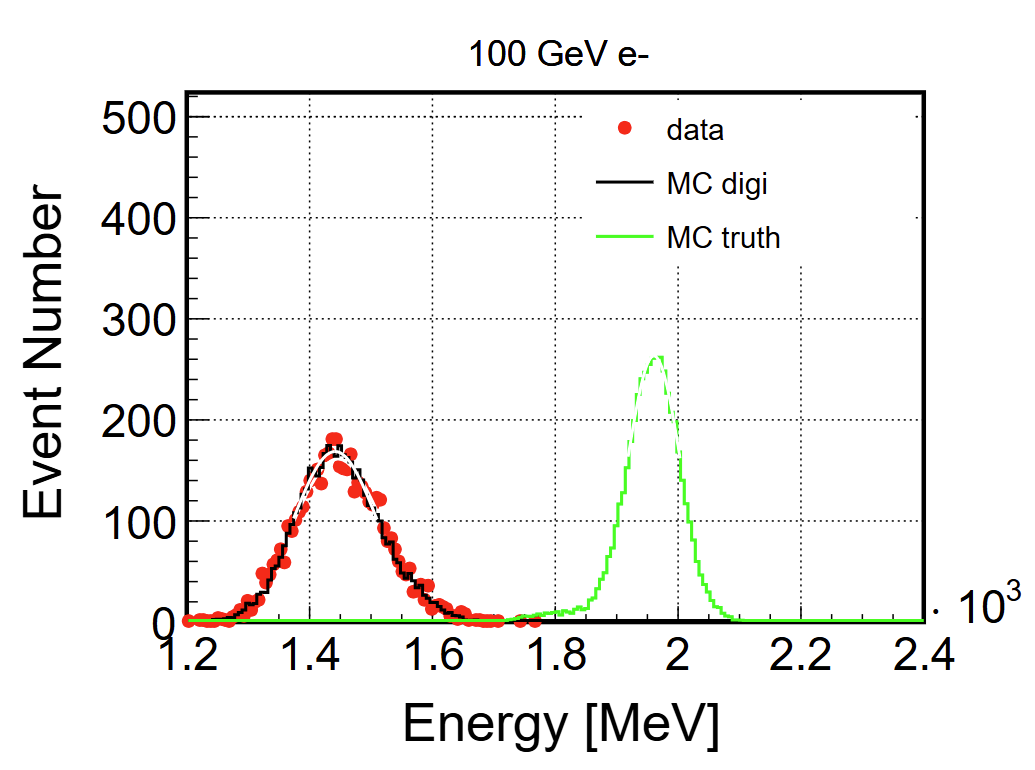 100 GeV e-
500
400
300
200
100
0
Event Number
data
MC digi
MC truth
1.2 1.4 1.6 1.8 2 2.2 2.4
· 10³
Energy [MeV]